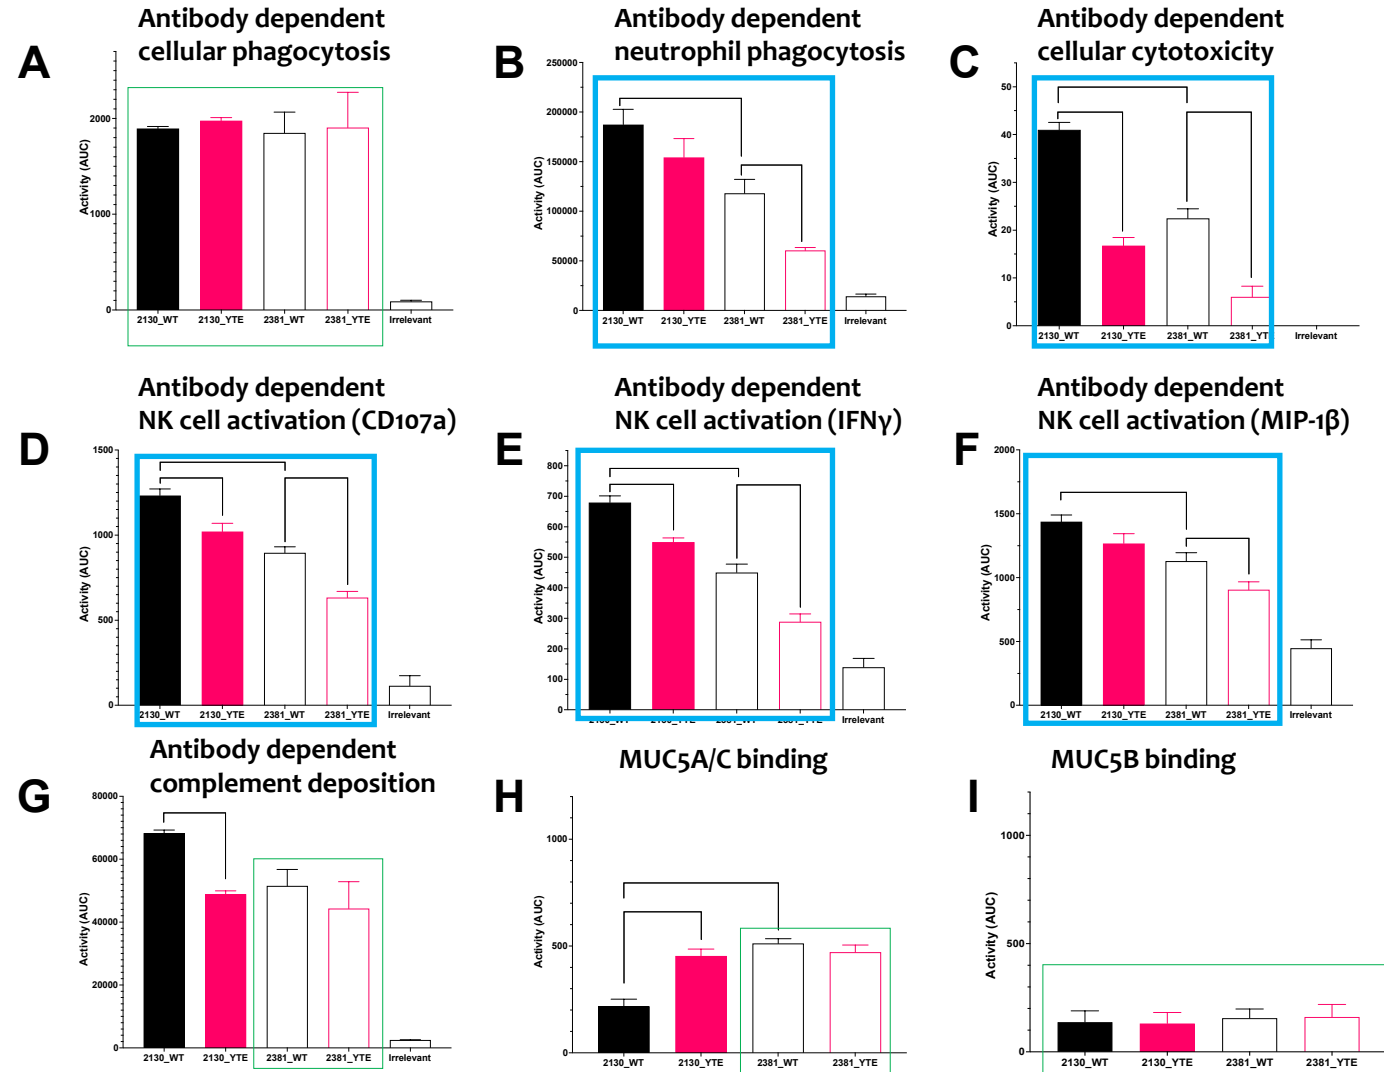 Antibody dependent
cellular phagocytosis
A
Activity (AUC)
2000
1000
0
2130_WT 2130_YTE 2381_WT 2381_YTE Irrelevant
Antibody dependent
neutrophil phagocytosis
B
Activity (AUC)
250000
200000
150000
100000
50000
0
2130_WT 2130_YTE 2381_WT 2381_YTE Irrelevant
Antibody dependent
cellular cytotoxicity
C
Activity (AUC)
50
40
30
20
10
0
2130_WT 2130_YTE 2381_WT 2381_YT Irrelevant
Antibody dependent
NK cell activation (CD107a)
D
Activity (AUC)
1500
1000
500
0
2130_WT 2130_YTE 2381_WT 2381_YTE Irrelevant
Antibody dependent
NK cell activation (IFNγ)
E
Activity (AUC)
800
700
600
500
400
300
200
100
0
2130_WT 2130_YTE 2381_WT 2381_YTE Irrelevant
Antibody dependent
NK cell activation (MIP-1β)
F
Activity (AUC)
2000
1500
1000
500
0
2130_WT 2130_YTE 2381_WT 2381_YTE Irrelevant
Antibody dependent
complement deposition
G
Activity (AUC)
80000
60000
40000
20000
0
2130_WT 2130_YTE 2381_WT 2381_YTE Irrelevant
MUC5A/C binding
H
Activity (AUC)
1000
500
0
2130_WT 2130_YTE 2381_WT 2381_YTE
MUC5B binding
I
Activity (AUC)
1000
500
0
2130_WT 2130_YTE 2381_WT 2381_YTE